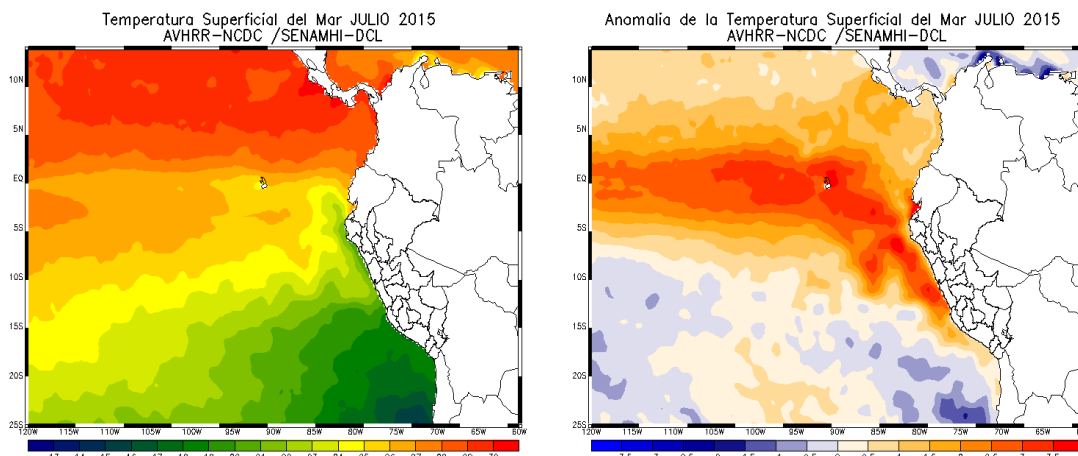 Temperatura Superficial del Mar JULIO 2015
AVHRR-NCDC /SENAMHI-DCL
10N
5N
EQ
5S
10S
15S
20S
25S
120W 115W 110W 105W 100W 95W 90W 85W 80W 75W 70W 65W 60W
Anomalia de la Temperatura Superficial del Mar JULIO 2015
AVHRR-NCDC /SENAMHI-DCL
10N
5N
EQ
5S
10S
15S
20S
25S
120W 115W 110W 105W 100W 95W 90W 85W 80W 75W 70W 65W 60W